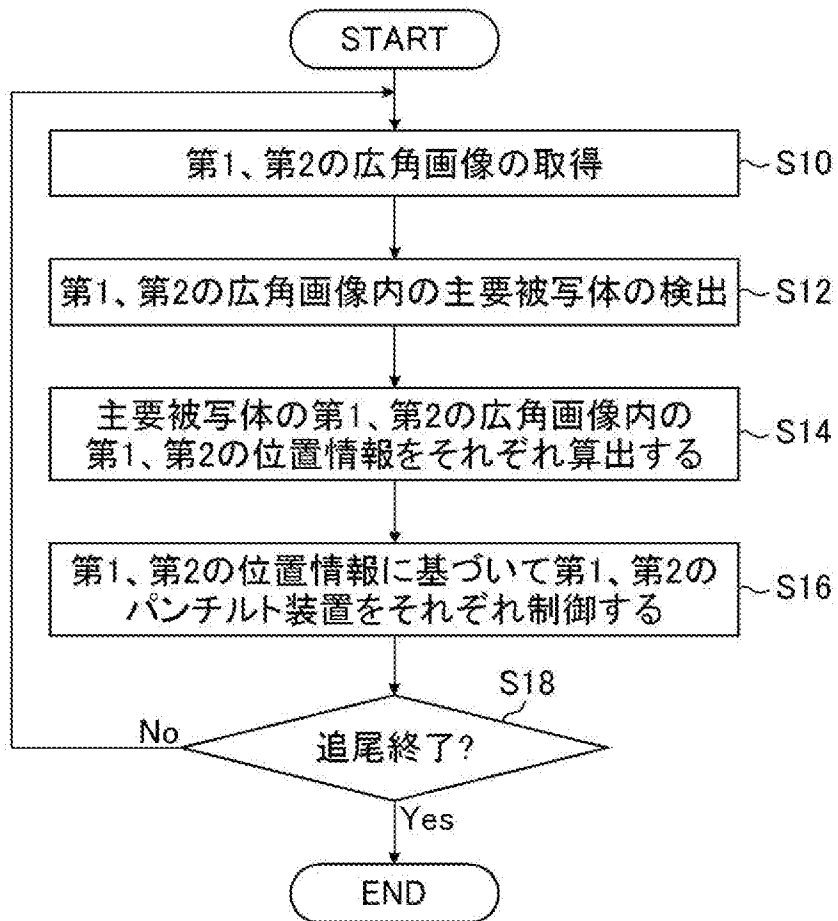 START
第1、第2の広角画像の取得
S10
第1、第2の広角画像内の主要被写体の検出
S12
主要被写体の第1、第2の広角画像内の
第1、第2の位置情報をそれぞれ算出する
S14
第1、第2の位置情報に基づいて第1、第2の
パンチルト装置をそれぞれ制御する
S16
S18
No
追尾終了?
Yes
END